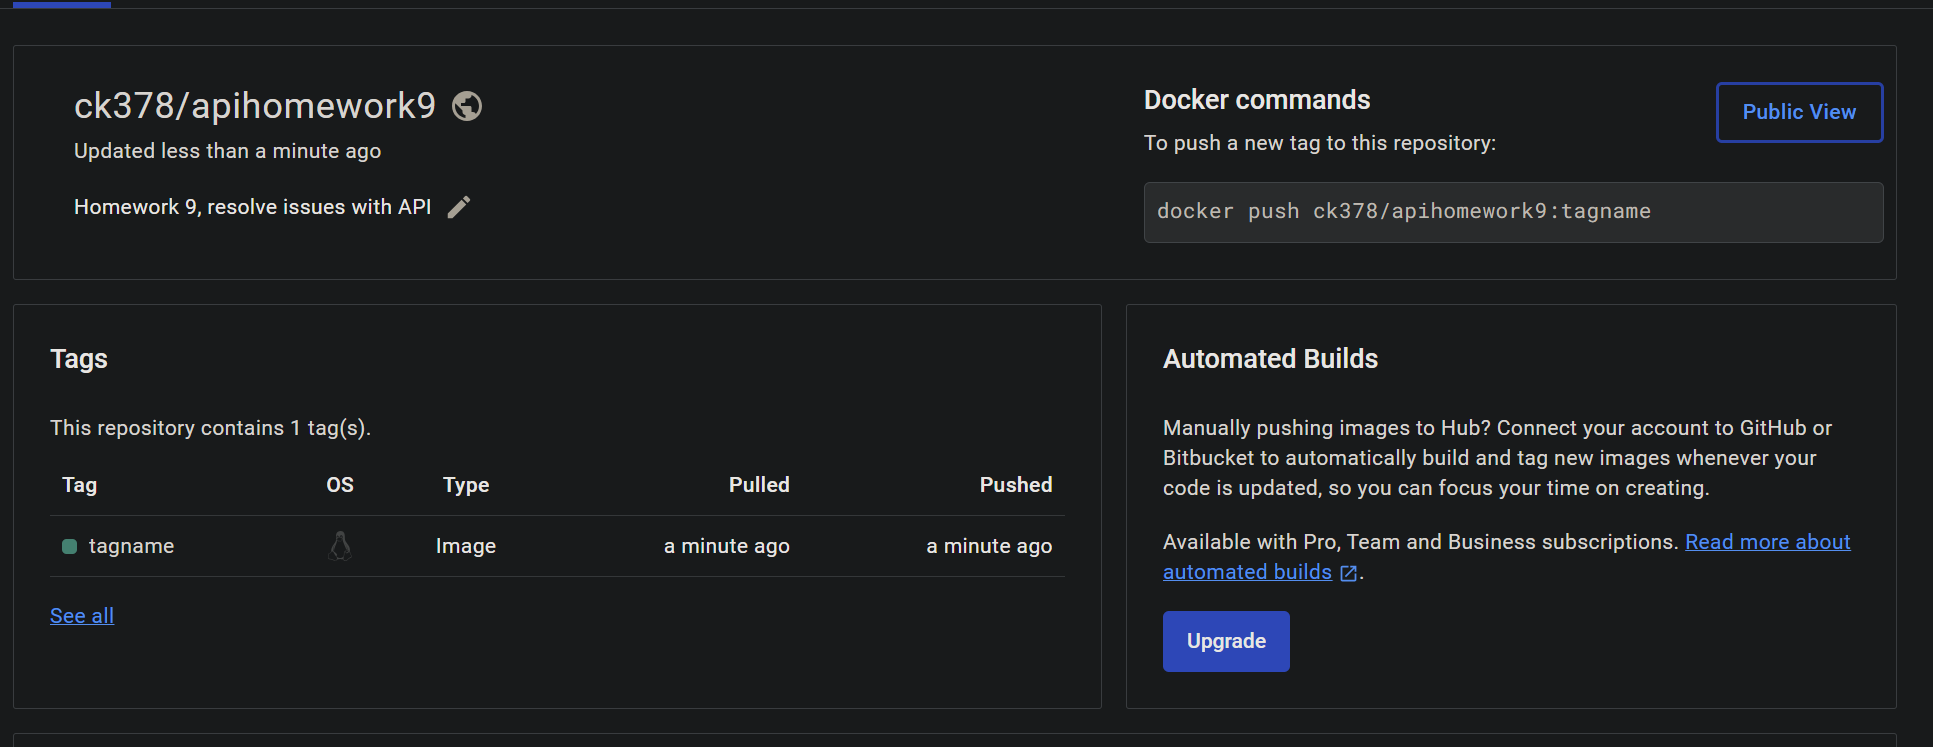 ck378/apihomework9
Updated less than a minute ago
Homework 9, resolve issues with API
Docker commands
To push a new tag to this repository:
Public View
docker push ck378/apihomework9:tagname
Tags
This repository contains 1 tag(s).
Tag OS Type Pulled Pushed
tagname Image a minute ago a minute ago
See all
Automated Builds
Manually pushing images to Hub? Connect your account to GitHub or
Bitbucket to automatically build and tag new images whenever your
code is updated, so you can focus your time on creating.
Available with Pro, Team and Business subscriptions. Read more about
automated builds .
Upgrade